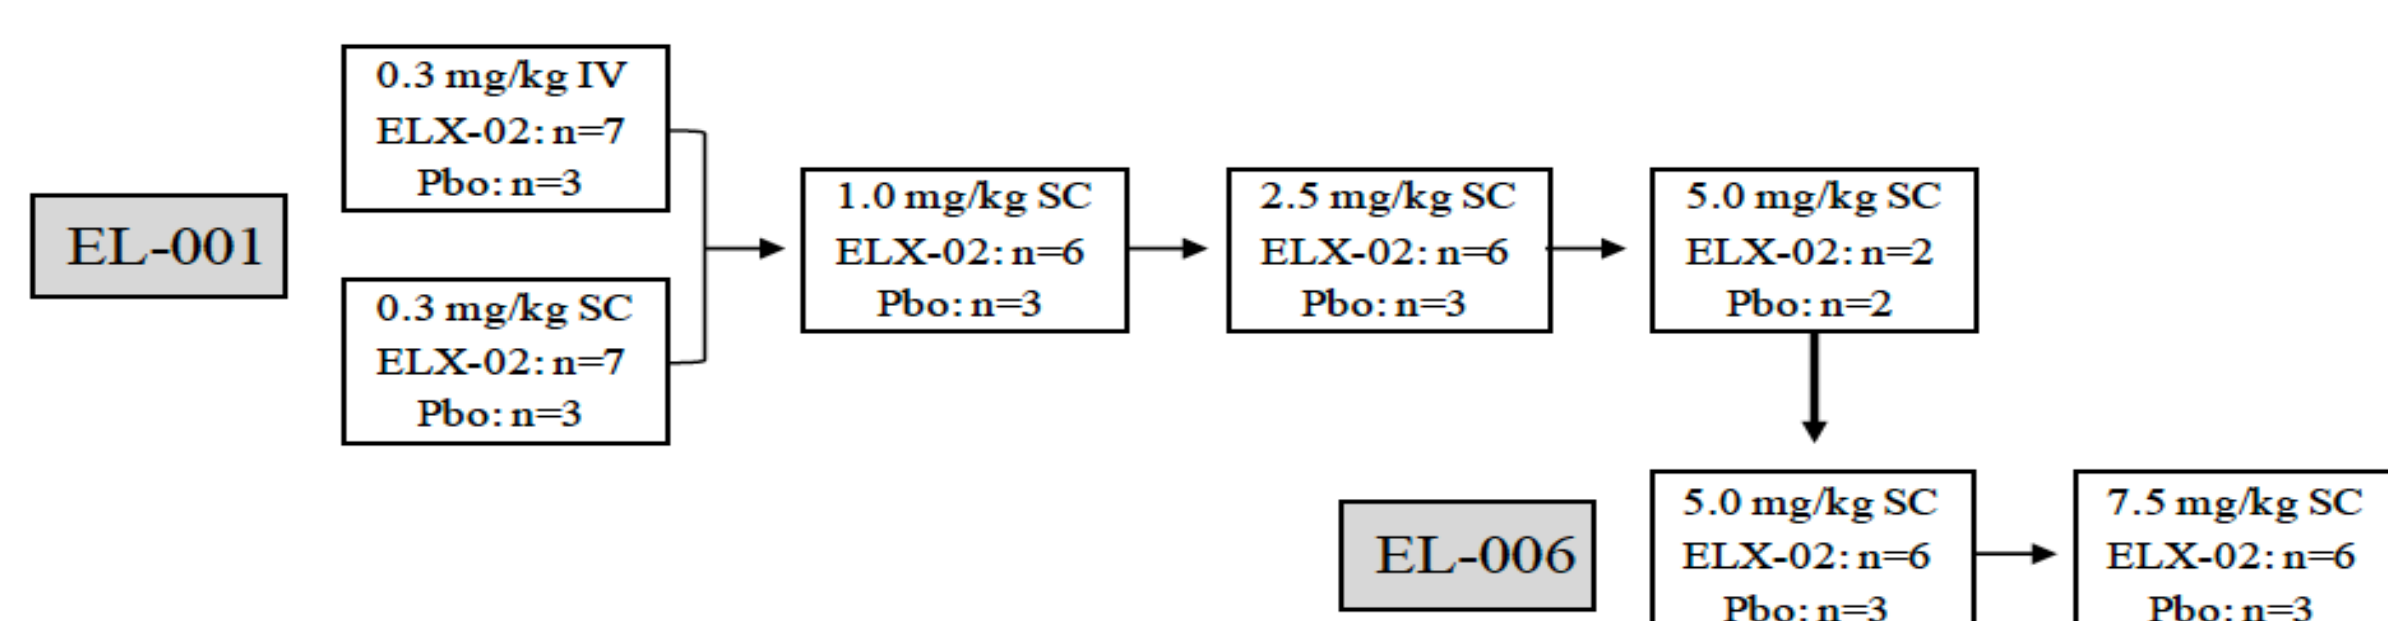 EL-001
0.3 mg/kg IV
ELX-02: n=7
Pbo: n=3
0.3 mg/kg SC
ELX-02: n=7
Pbo: n=3
1.0 mg/kg SC
ELX-02: n=6
Pbo: n=3
2.5 mg/kg SC
ELX-02: n=6
Pbo: n=3
5.0 mg/kg SC
ELX-02: n=2
Pbo: n=2
EL-006
5.0 mg/kg SC
ELX-02: n=6
Pbo: n=3
7.5 mg/kg SC
ELX-02: n=6
Pbo: n=3